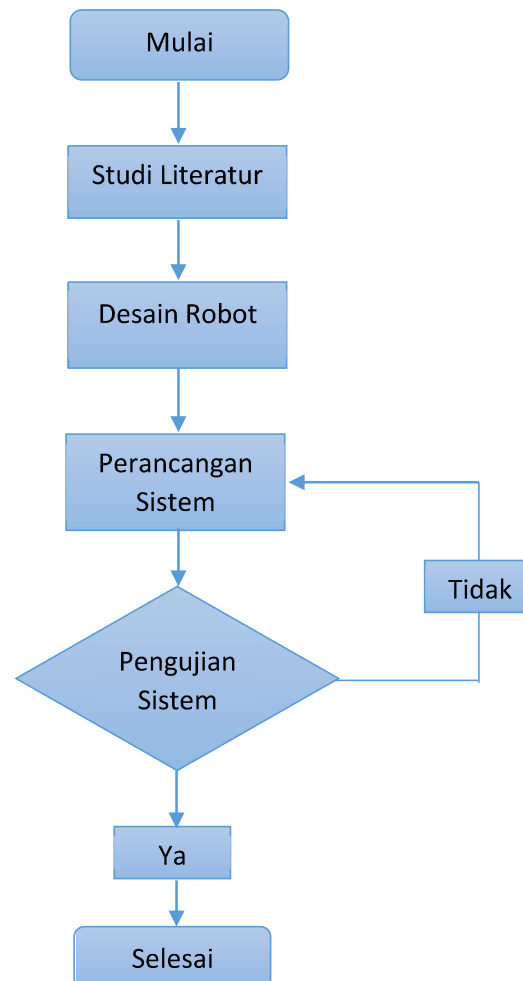 Mulai
Studi Literatur
Desain Robot
Perancangan
Sistem
Tidak
Pengujian
Sistem
Ya
Selesai